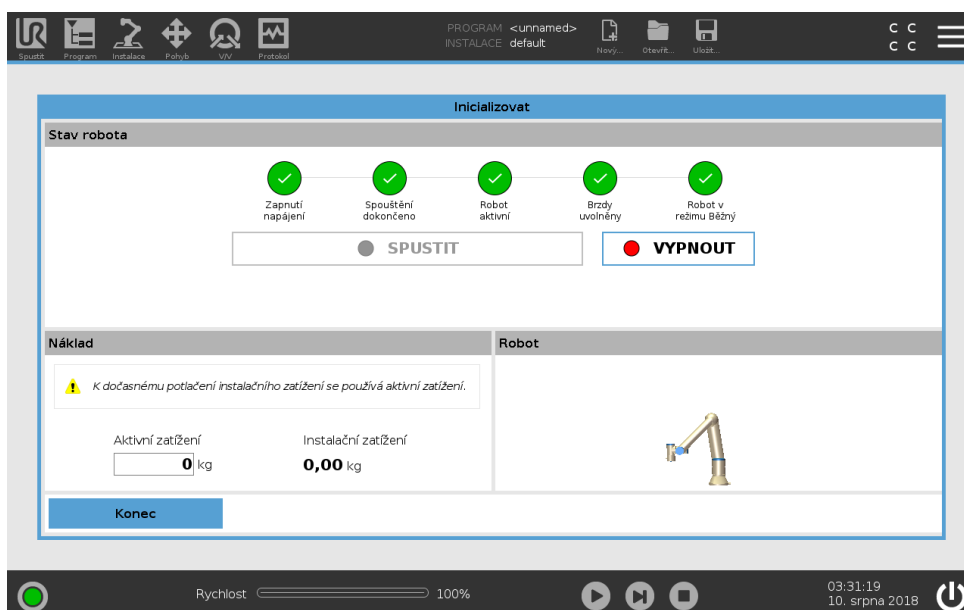 PROGRAM <unnamed>
INSTALACE default
C C
C C
Spustit Program Instalace Pohyb V/V Protokol Nový... Otevřít... Uložit...
Inicializovat
Stav robota
Zapnutí
napájení
Spouštění
dokončeno
Robot
aktivní
Brzdy
uvolněny
Robot v
režimu Běžný
SPUSTIT
VYPNOUT
Náklad
Robot
K dočasnému potlačení instalačního zatížení se používá aktivní zatížení.
Aktivní zatížení
Instalační zatížení
0 kg
0,00 kg
Konec
Rychlost 100%
03:31:19
10. srpna 2018